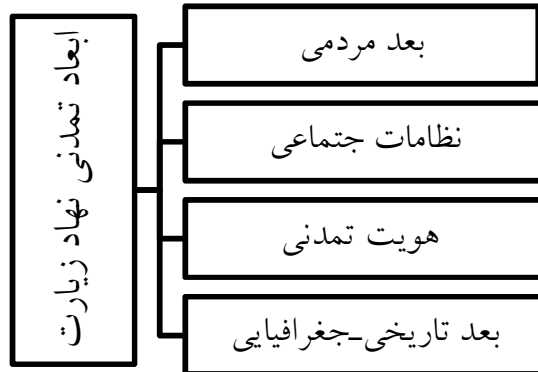 ابعاد تمدنی نهاد زیارت
بعد مردمی
نظامات جتماعی
هویت تمدنی
بعد تاریخی-جغرافیایی